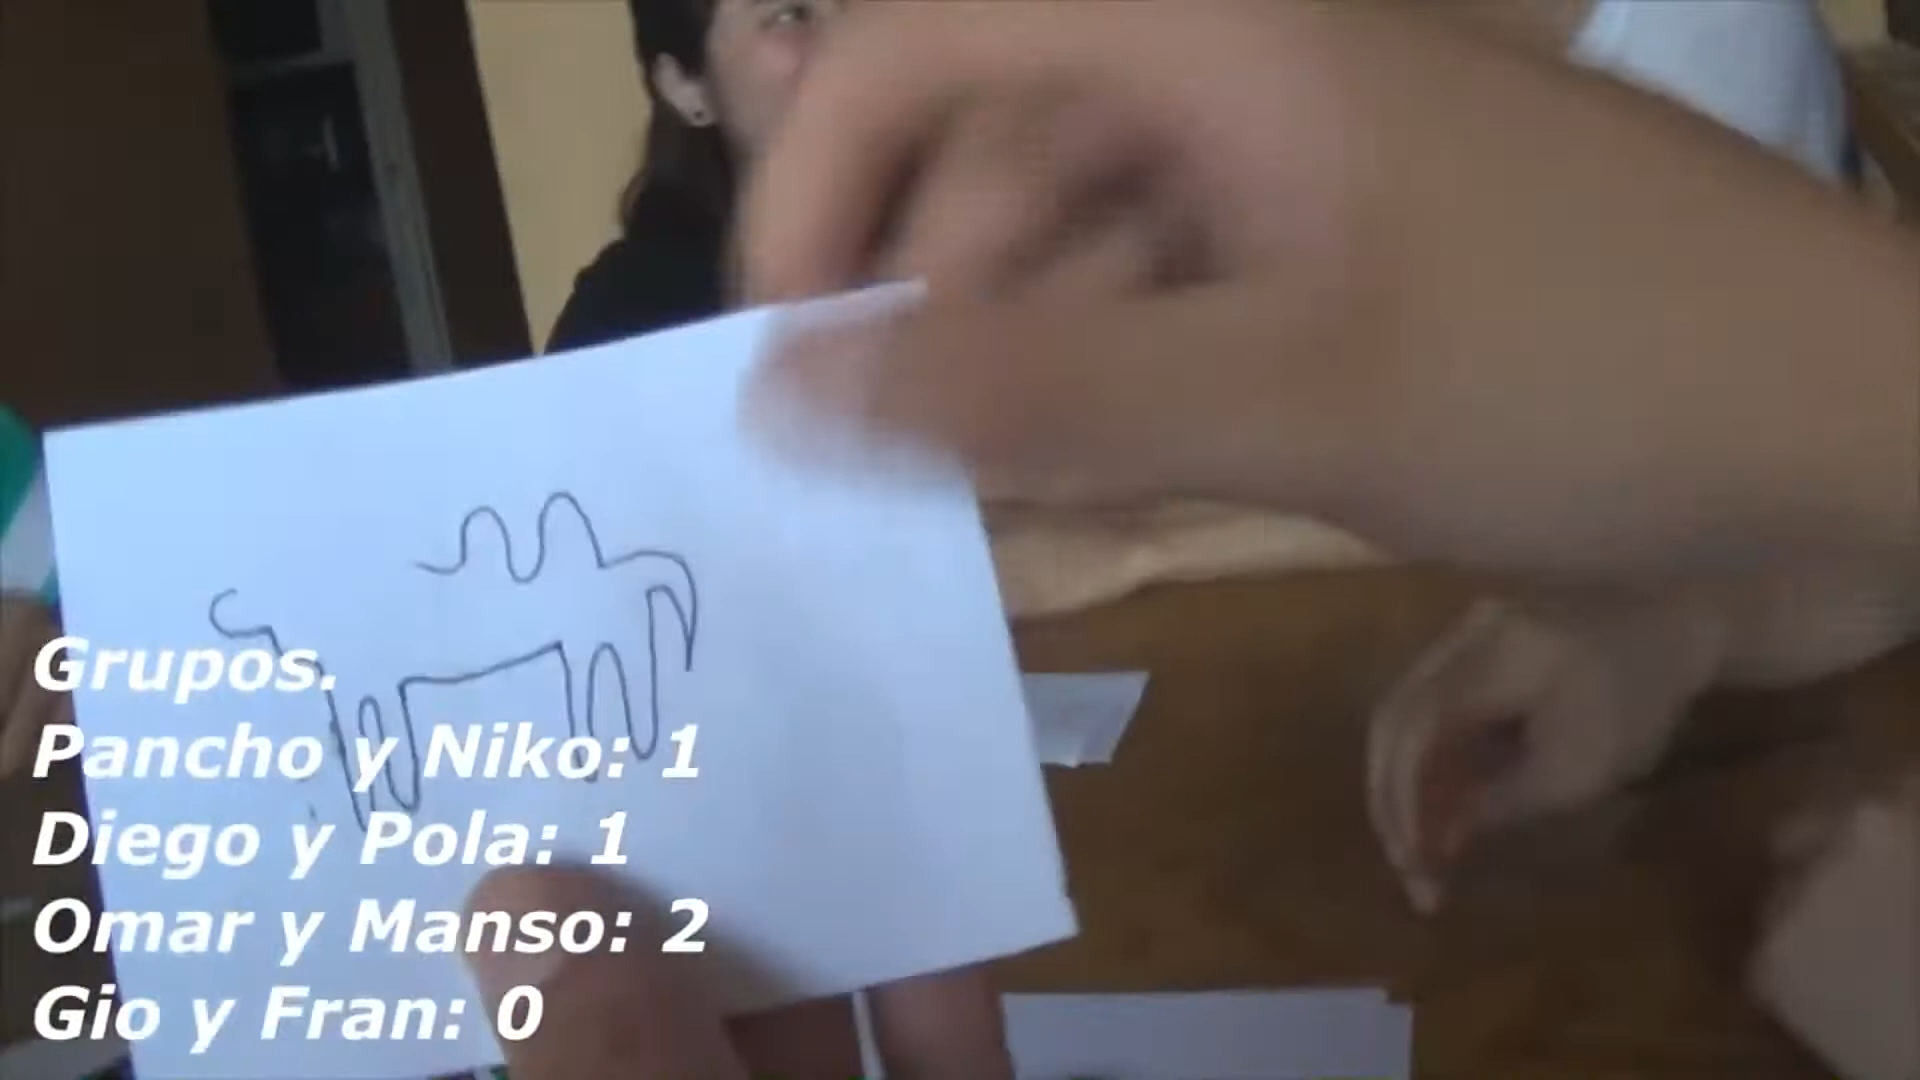 Grupos.
Pancho y Niko: 1
Diego y Pola: 1
Omar y Manso: 2
Gio y Fran: 0